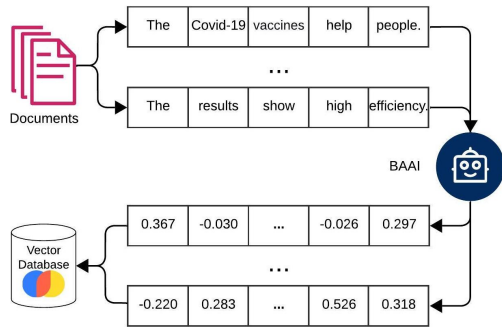 The Covid-19 vaccines help people.
...
Documents
The results show high efficiency.
BAAI
0.367 -0.030 ... -0.026 0.297
Vector
Database
...
-0.220 0.283 ... 0.526 0.318